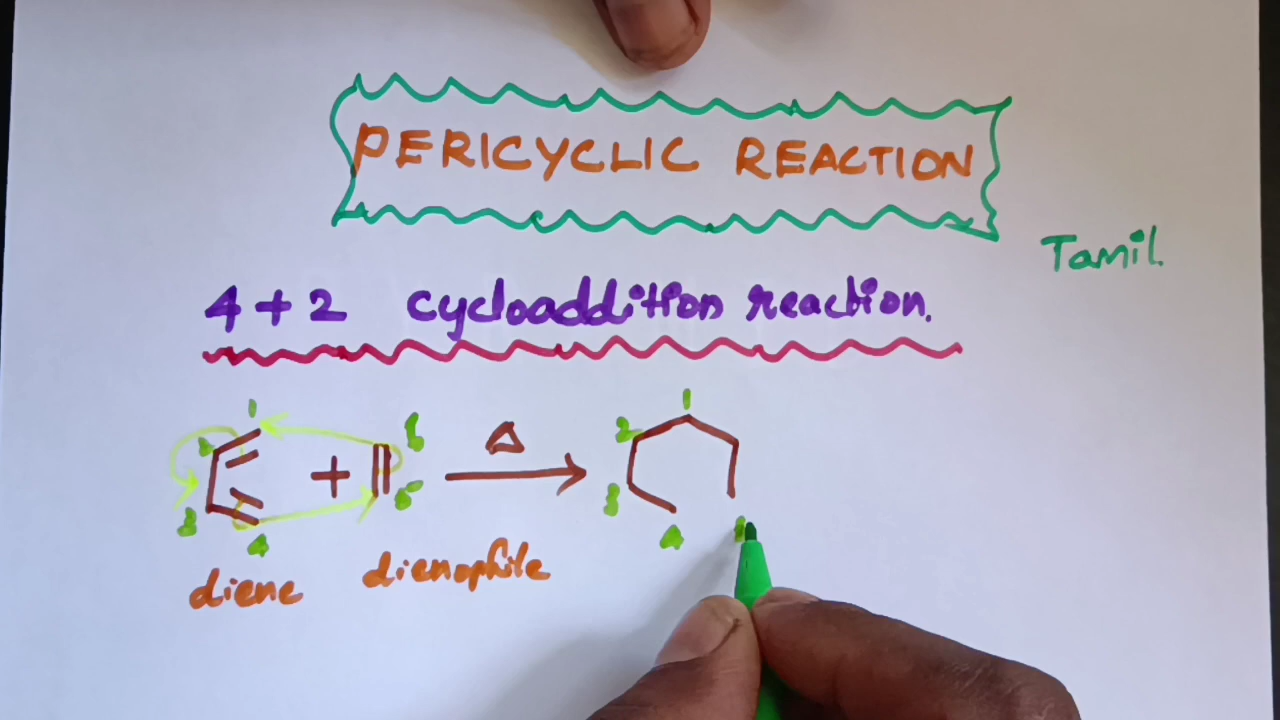 PERICYCLIC REACTION
Tamil.
4+2 cycloaddition reaction.
1 6 Δ 1
2 + 2
3 5 3
4 4
diene dienophile